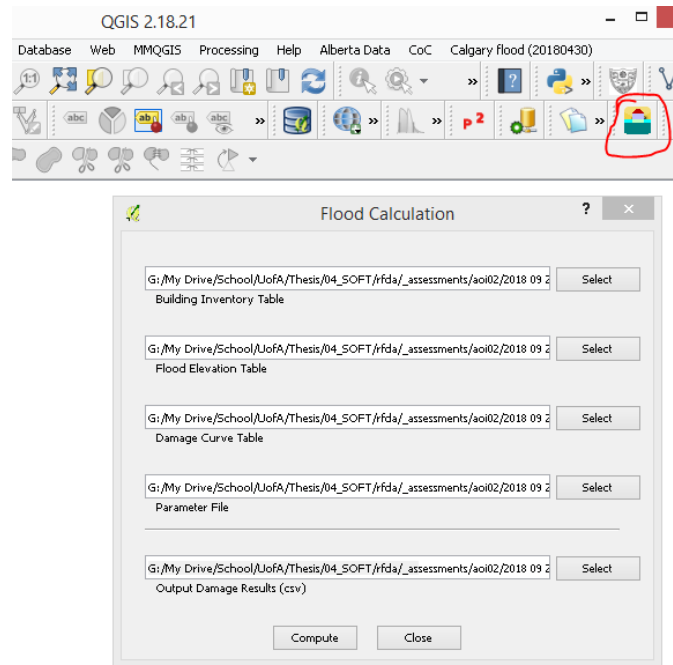 QGIS 2.18.21
Database Web MMQGIS Processing Help Alberta Data CoC Calgary flood (20180430)
1:1 » ? »
abc ab ab abc » » » P2 »
Flood Calculation ?
G:/My Drive/School/UofA/Thesis/04_SOFT/rfda/_assessments/aoi02/2018 09 2 Select
Building Inventory Table
G:/My Drive/School/UofA/Thesis/04_SOFT/rfda/_assessments/aoi02/2018 09 2 Select
Flood Elevation Table
G:/My Drive/School/UofA/Thesis/04_SOFT/rfda/_assessments/aoi02/2018 09 2 Select
Damage Curve Table
G:/My Drive/School/UofA/Thesis/04_SOFT/rfda/_assessments/aoi02/2018 09 2 Select
Parameter File
G:/My Drive/School/UofA/Thesis/04_SOFT/rfda/_assessments/aoi02/2018 09 2 Select
Output Damage Results (csv)
Compute Close